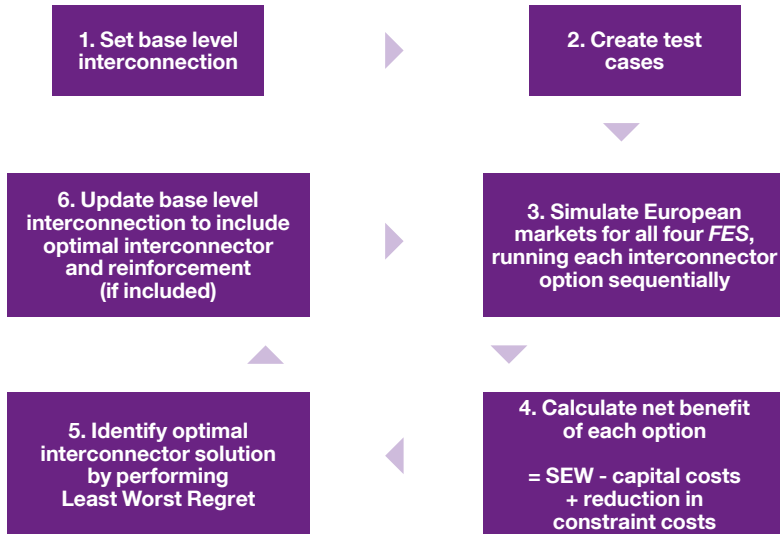 1. Set base level
interconnection
2. Create test
cases
3. Simulate European
markets for all four FES,
running each interconnector
option sequentially
4. Calculate net benefit
of each option
= SEW - capital costs
+ reduction in
constraint costs
5. Identify optimal
interconnector solution
by performing
Least Worst Regret
6. Update base level
interconnection to include
optimal interconnector
and reinforcement
(if included)